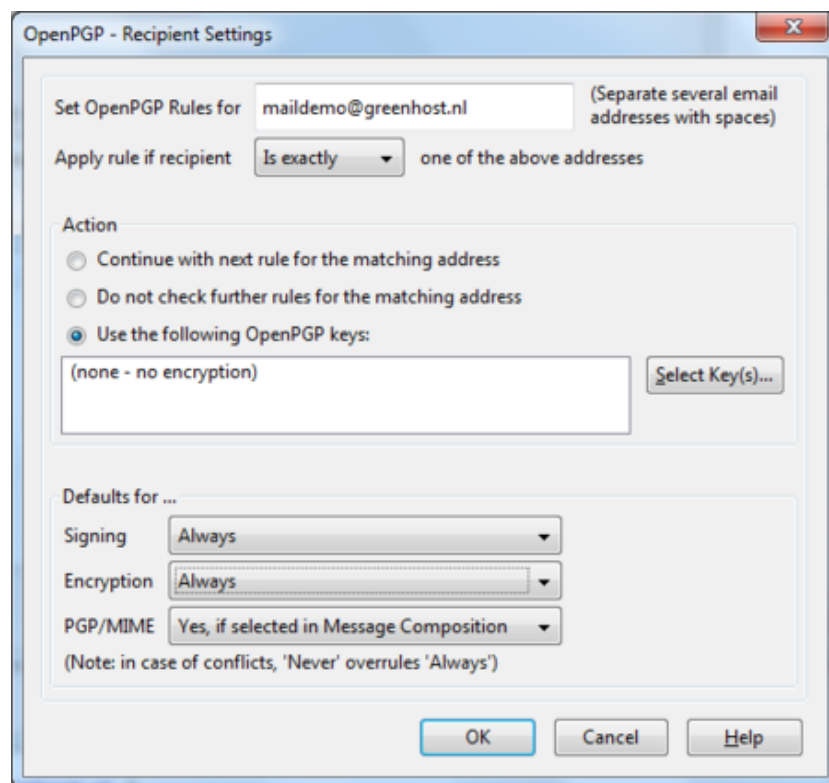 OpenPGP - Recipient Settings
Set OpenPGP Rules for maildemo@greenhost.nl (Separate several email
addresses with spaces)
Apply rule if recipient Is exactly one of the above addresses
Action
Continue with next rule for the matching address
Do not check further rules for the matching address
Use the following OpenPGP keys:
(none - no encryption) Select Key(s)...
Defaults for ...
Signing Always
Encryption Always
PGP/MIME Yes, if selected in Message Composition
(Note: in case of conflicts, 'Never' overrules 'Always')
OK Cancel Help